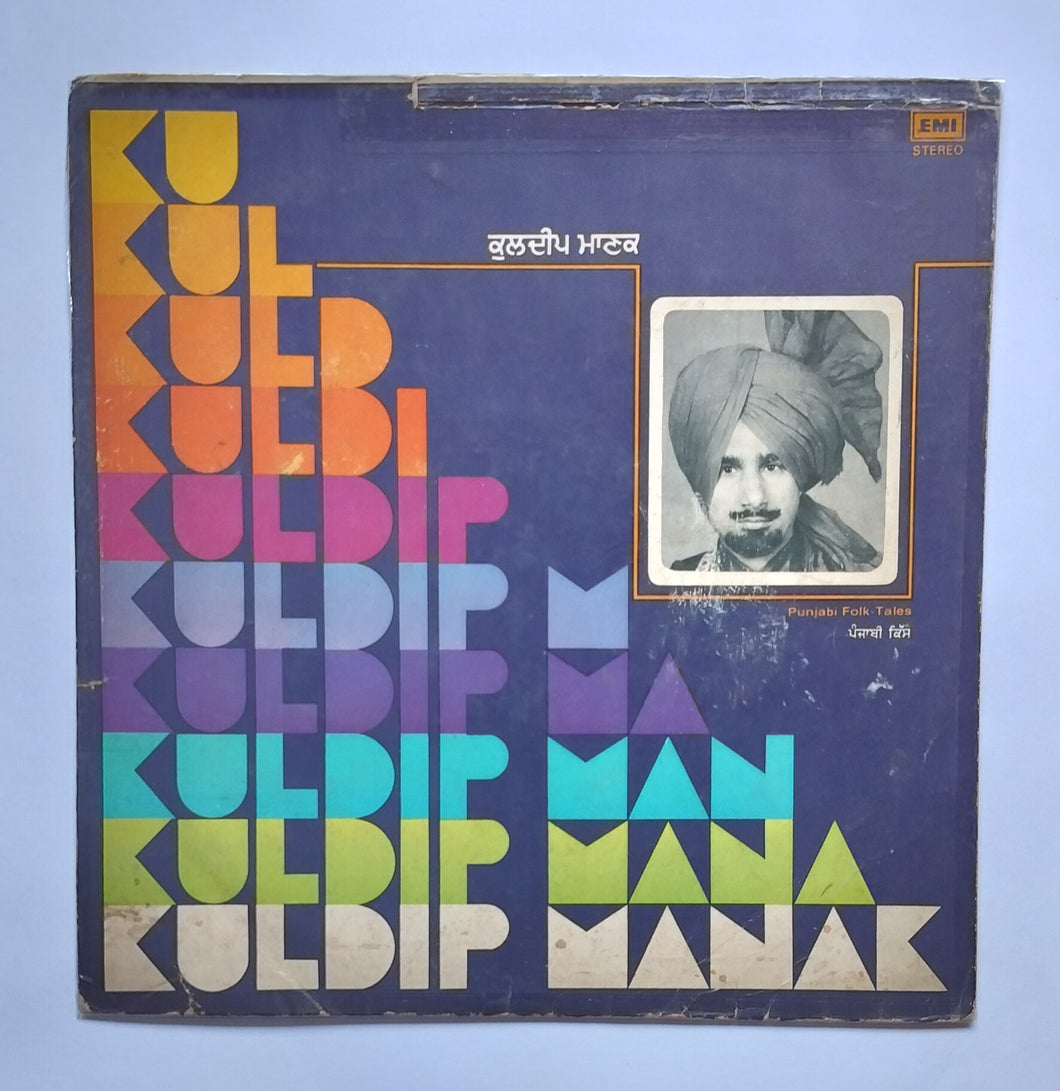 KU
KUL
KULD
KULDI
KULDIP
KULDIP M
KULDIP MA
KULDIP MAN
KULDIP MANA
KULDIP MANAK
EMI
STEREO
ਕੁਲਦੀਪ ਮਾਣਕ
Punjabi Folk-Tales
ਪੰਜਾਬੀ ਕਿੱਸੇ